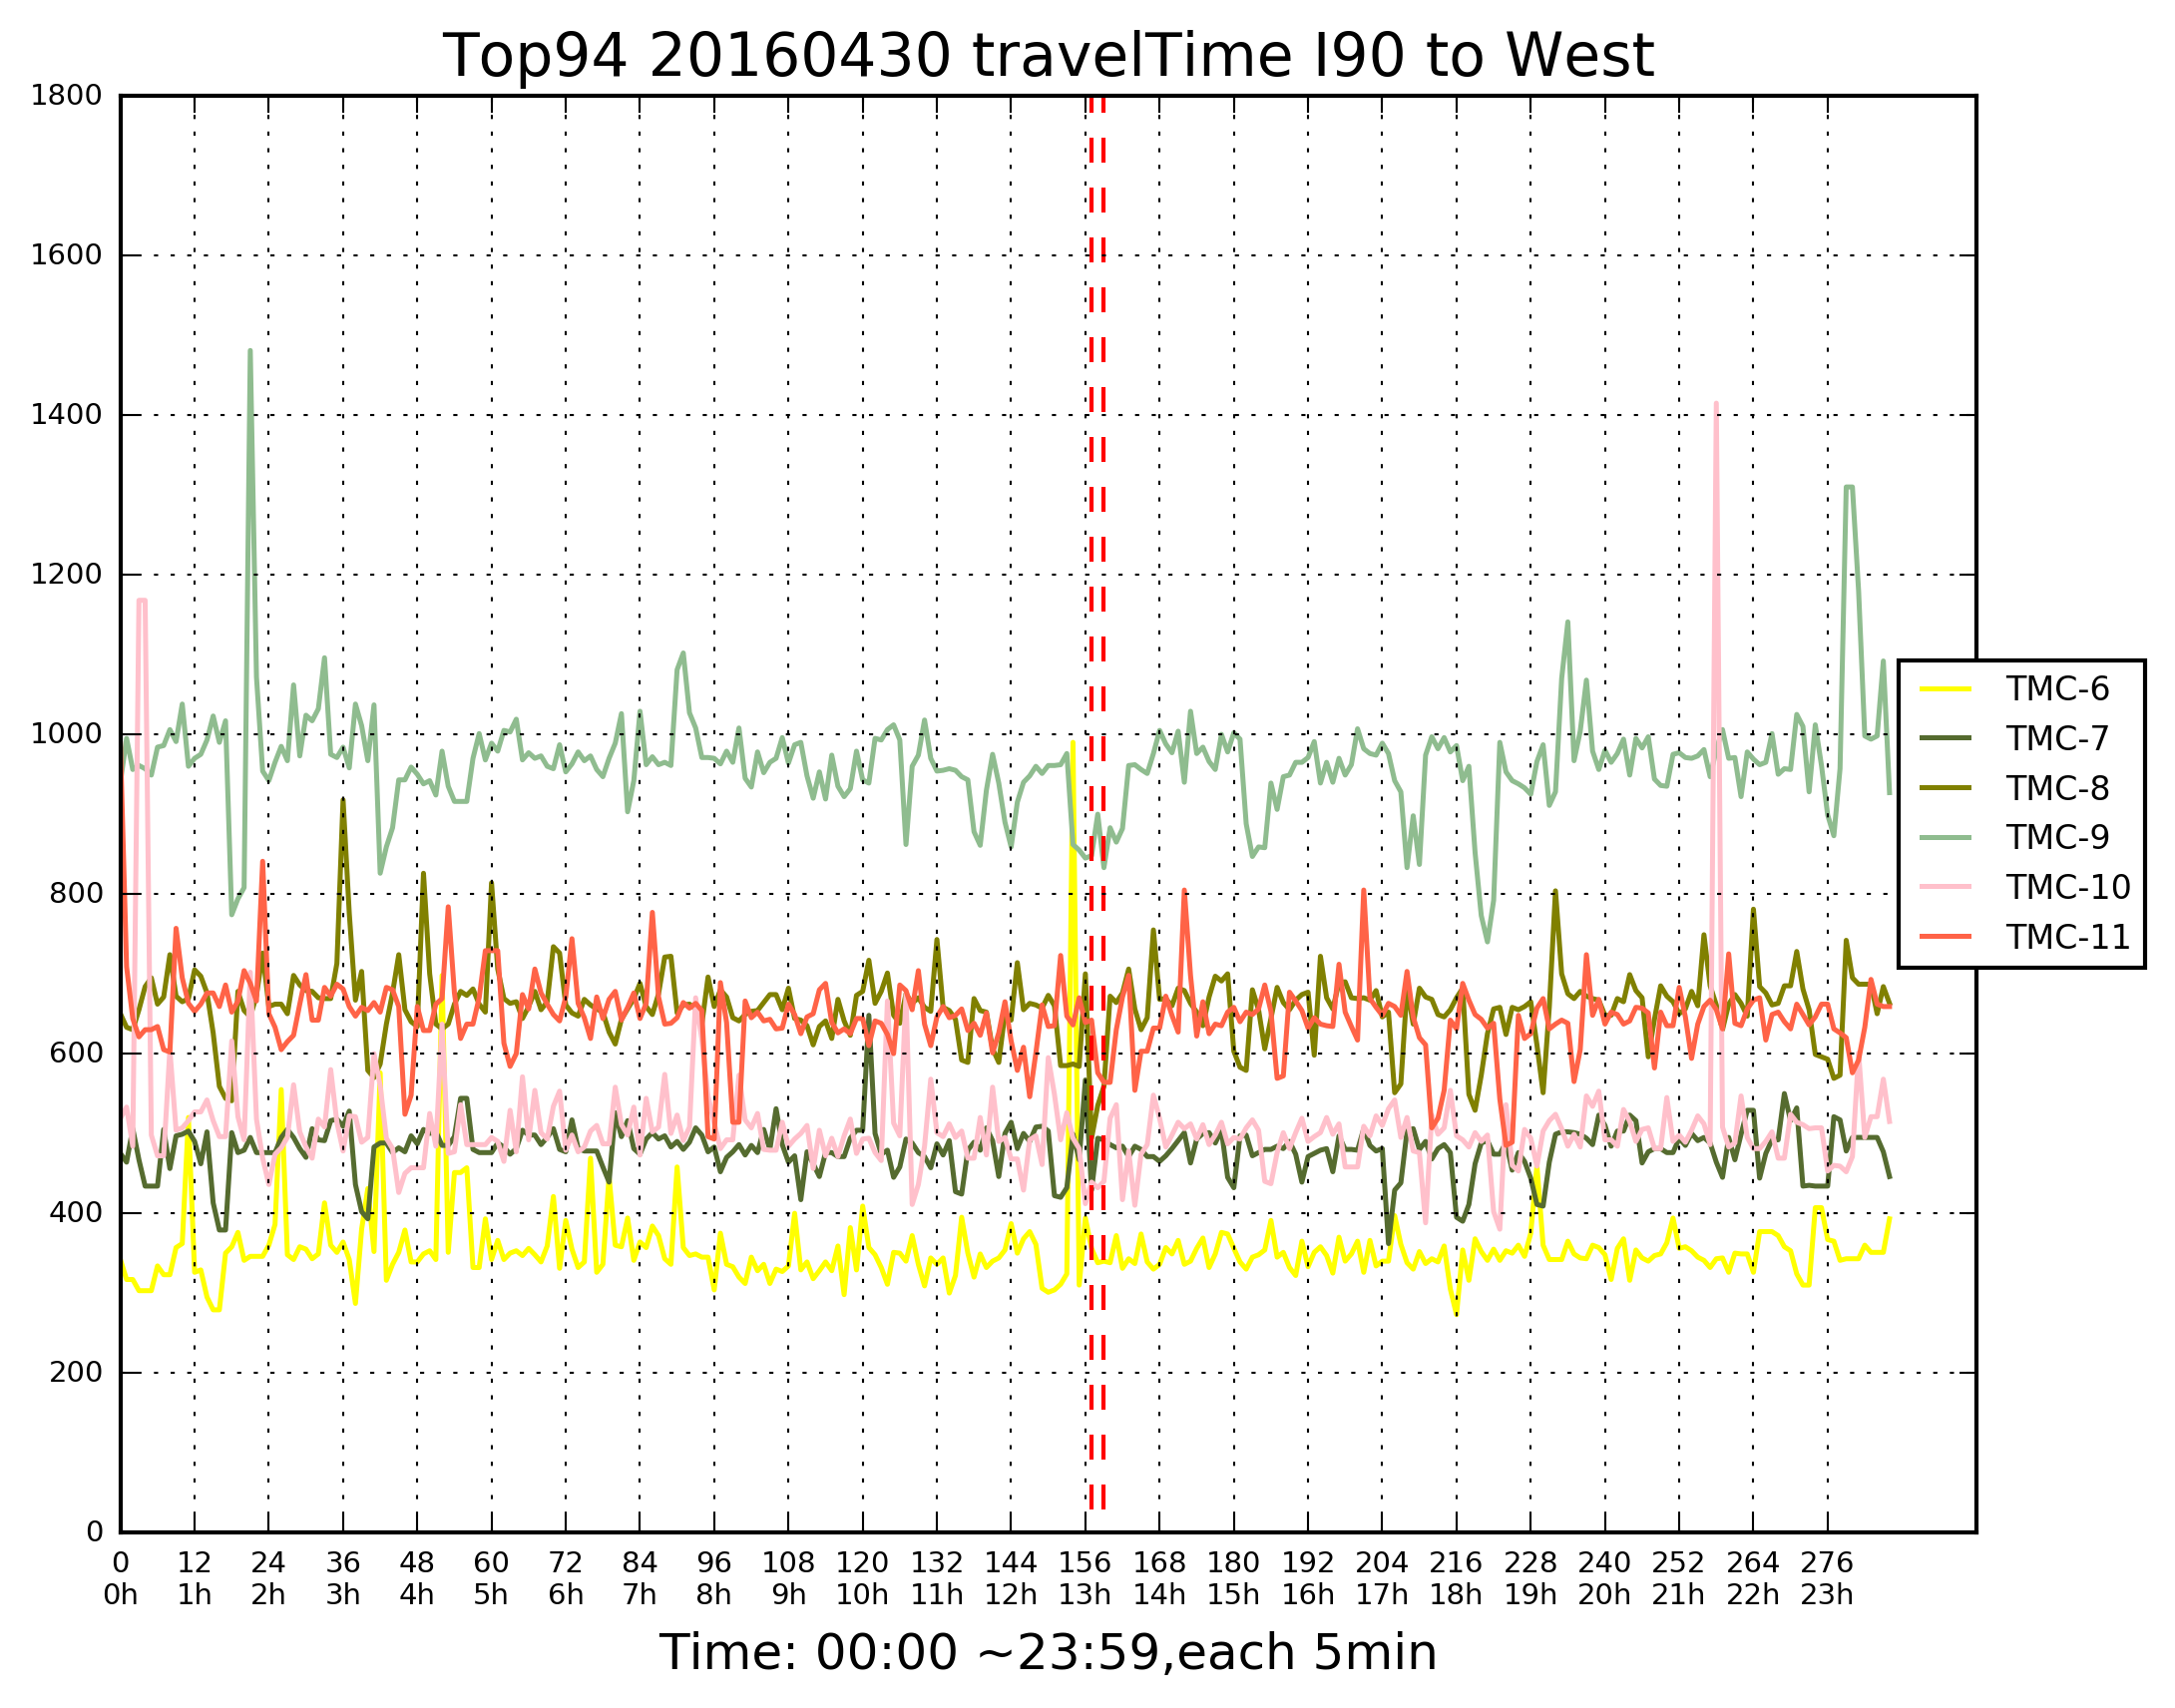 Top94 20160430 travelTime I90 to West
1800
1600
1400
1200
1000
800
600
400
200
0
TMC-6
TMC-7
TMC-8
TMC-9
TMC-10
TMC-11
0 12 24 36 48 60 72 84 96 108 120 132 144 156 168 180 192 204 216 228 240 252 264 276
0h 1h 2h 3h 4h 5h 6h 7h 8h 9h 10h 11h 12h 13h 14h 15h 16h 17h 18h 19h 20h 21h 22h 23h
Time: 00:00 ~23:59,each 5min